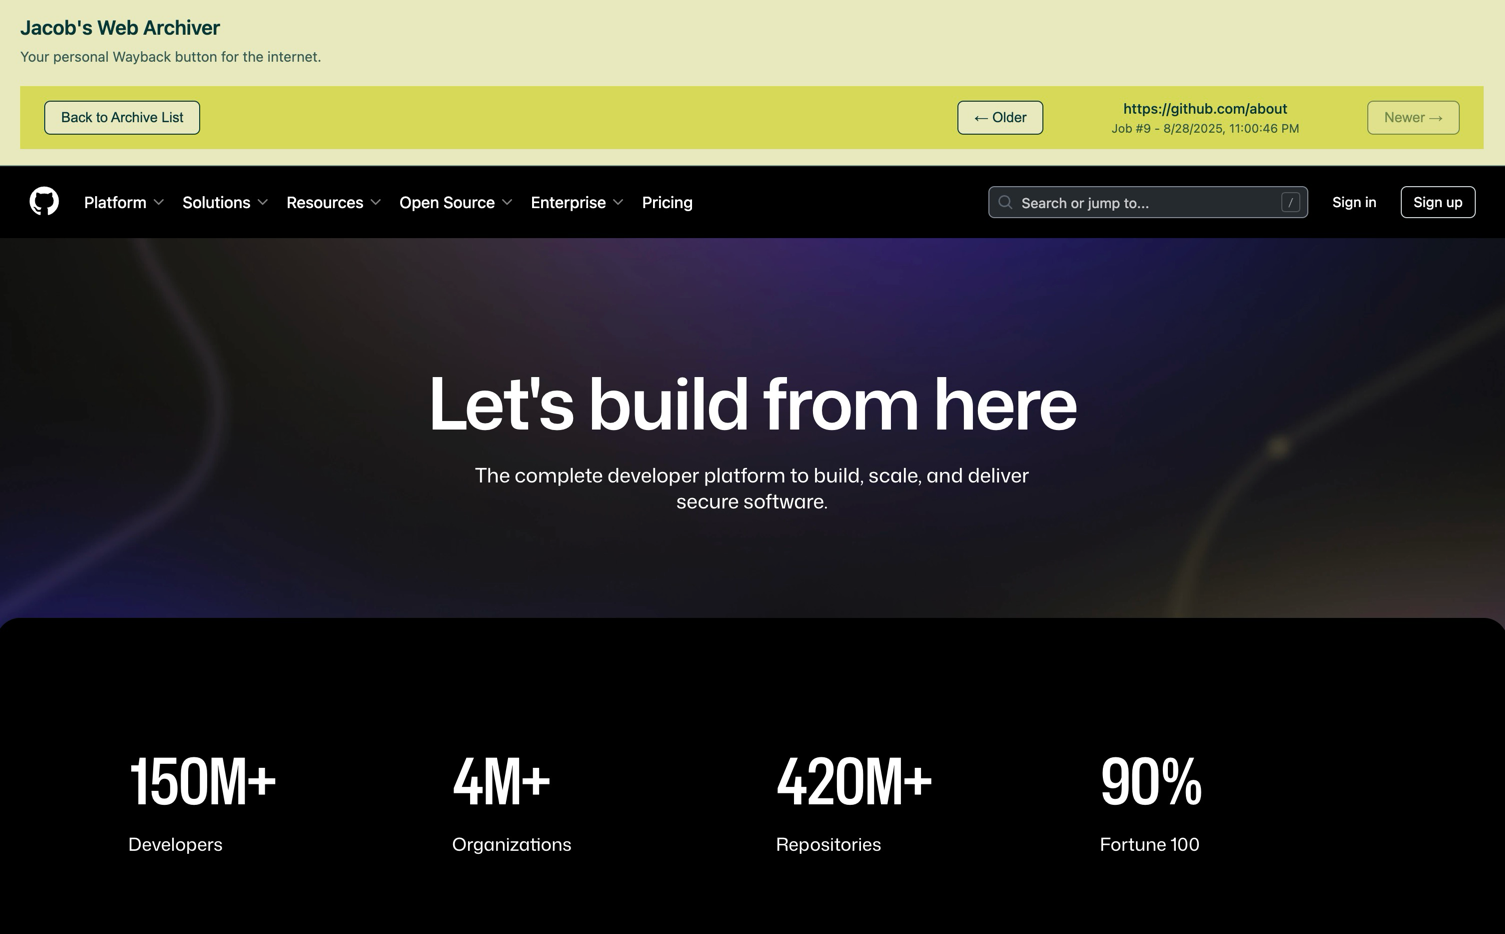 Jacob's Web Archiver
Your personal Wayback button for the internet.
Back to Archive List
← Older
https://github.com/about
Job #9 - 8/28/2025, 11:00:46 PM
Newer →
Platform
Solutions
Resources
Open Source
Enterprise
Pricing
Search or jump to...
/
Sign in
Sign up
Let's build from here
The complete developer platform to build, scale, and deliver
secure software.
150M+
Developers
4M+
Organizations
420M+
Repositories
90%
Fortune 100